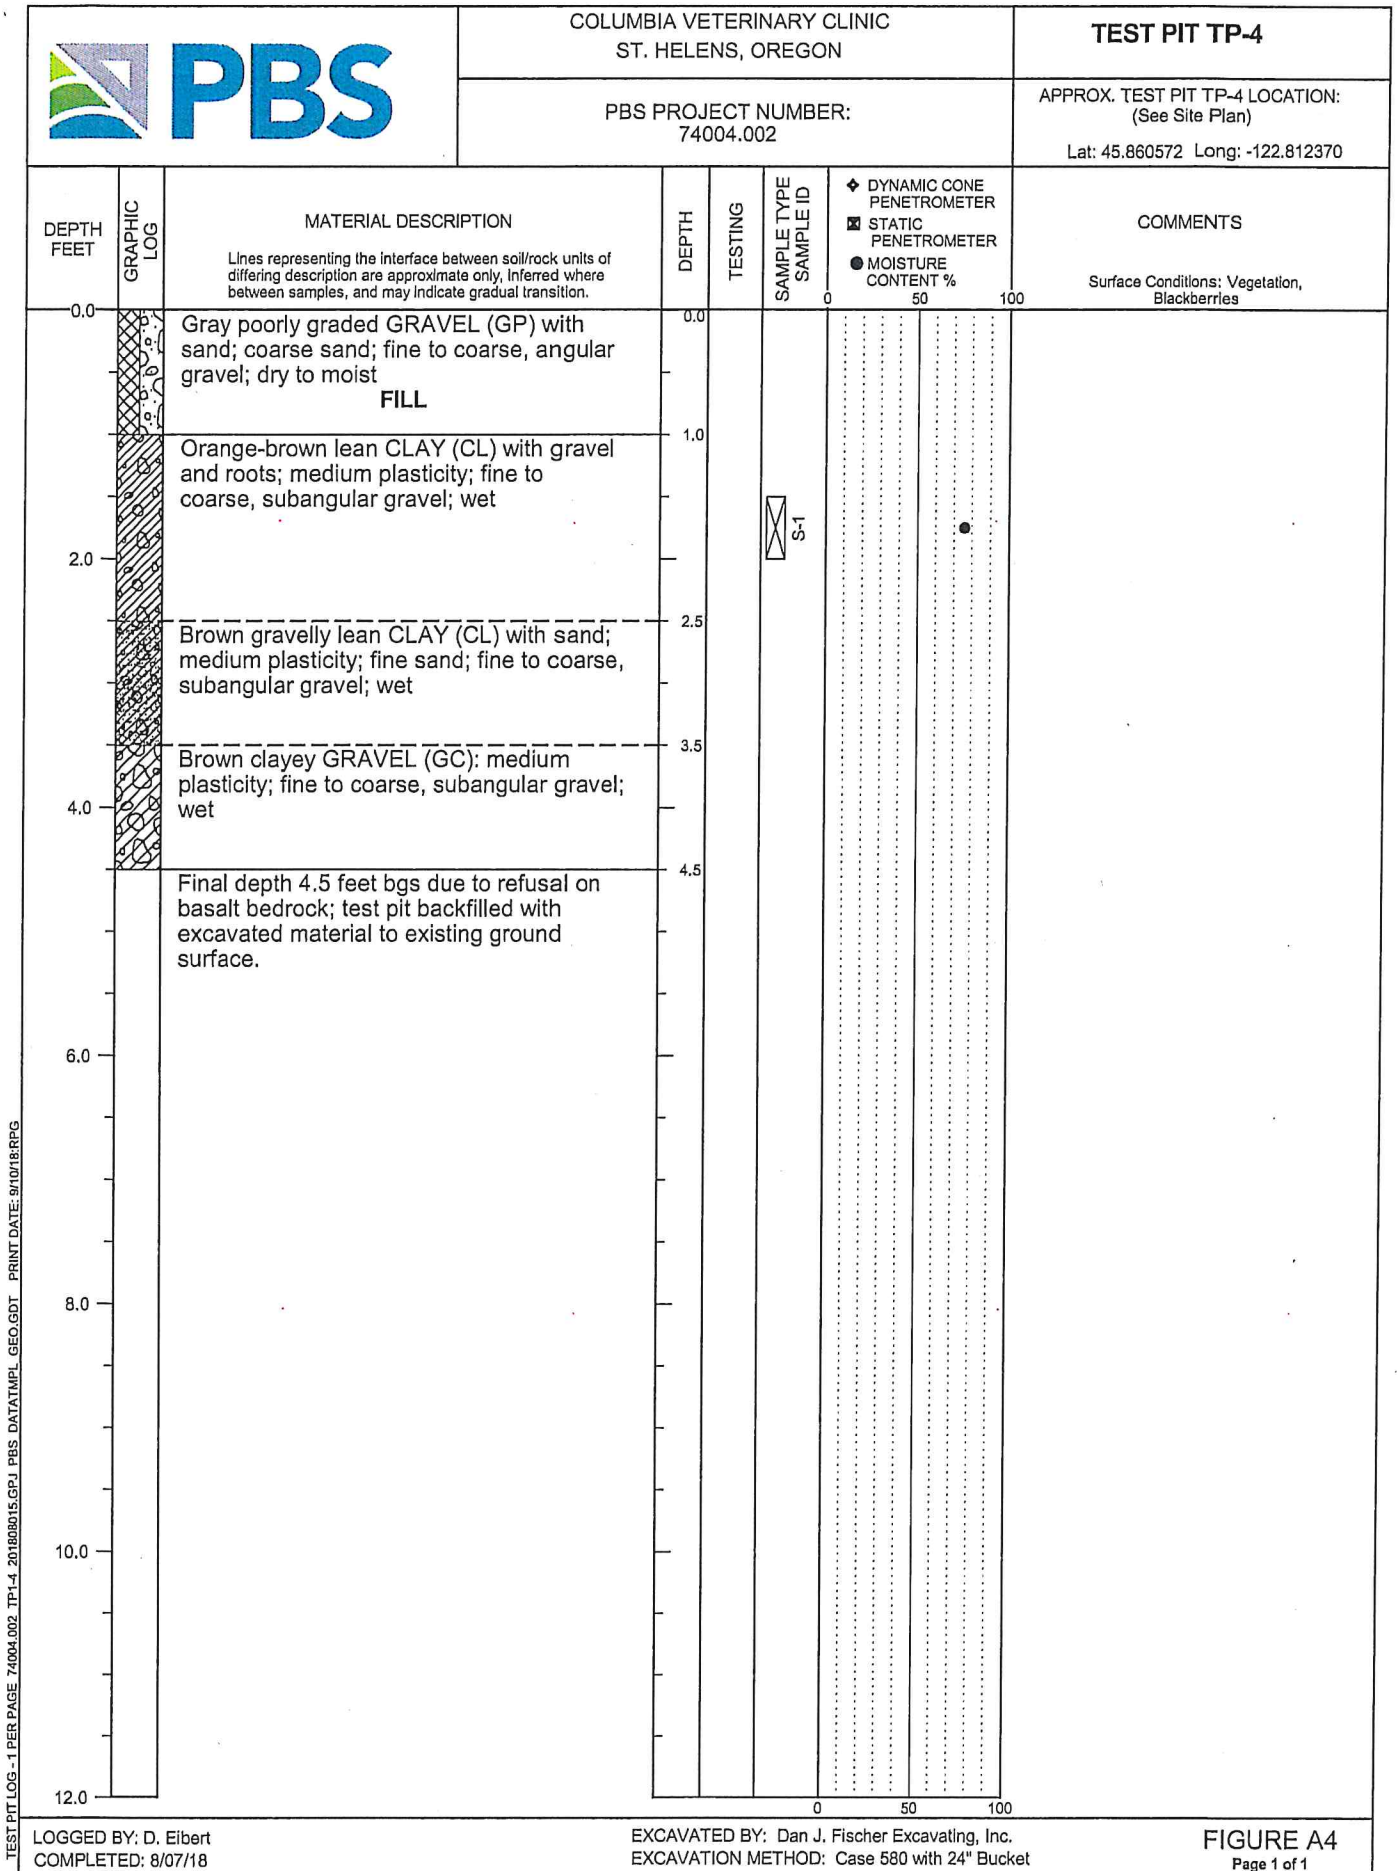 PBS
COLUMBIA VETERINARY CLINIC
ST. HELENS, OREGON
PBS PROJECT NUMBER:
74004.002
TEST PIT TP-4
APPROX. TEST PIT TP-4 LOCATION:
(See Site Plan)
Lat: 45.860572 Long: -122.812370
DEPTH
FEET
GRAPHIC
LOG
MATERIAL DESCRIPTION
Lines representing the interface between soil/rock units of
differing description are approximate only, inferred where
between samples, and may indicate gradual transition.
DEPTH
TESTING
SAMPLE TYPE
SAMPLE ID
DYNAMIC CONE
PENETROMETER
STATIC
PENETROMETER
MOISTURE
CONTENT %
0 50 100
COMMENTS
Surface Conditions: Vegetation,
Blackberries
0.0
Gray poorly graded GRAVEL (GP) with
sand; coarse sand; fine to coarse, angular
gravel; dry to moist
FILL
0.0
Orange-brown lean CLAY (CL) with gravel
and roots; medium plasticity; fine to
coarse, subangular gravel; wet
1.0
S-1
2.0
Brown gravelly lean CLAY (CL) with sand;
medium plasticity; fine sand; fine to coarse,
subangular gravel; wet
2.5
Brown clayey GRAVEL (GC): medium
plasticity; fine to coarse, subangular gravel;
wet
3.5
4.0
Final depth 4.5 feet bgs due to refusal on
basalt bedrock; test pit backfilled with
excavated material to existing ground
surface.
4.5
6.0
8.0
10.0
12.0
0 50 100
TEST PIT LOG - 1 PER PAGE 74004.002 TP1-4 201808015.GPJ PBS DATATMPL GEO.GDT PRINT DATE: 9/10/18:RPG
LOGGED BY: D. Eibert
COMPLETED: 8/07/18
EXCAVATED BY: Dan J. Fischer Excavating, Inc.
EXCAVATION METHOD: Case 580 with 24" Bucket
FIGURE A4
Page 1 of 1